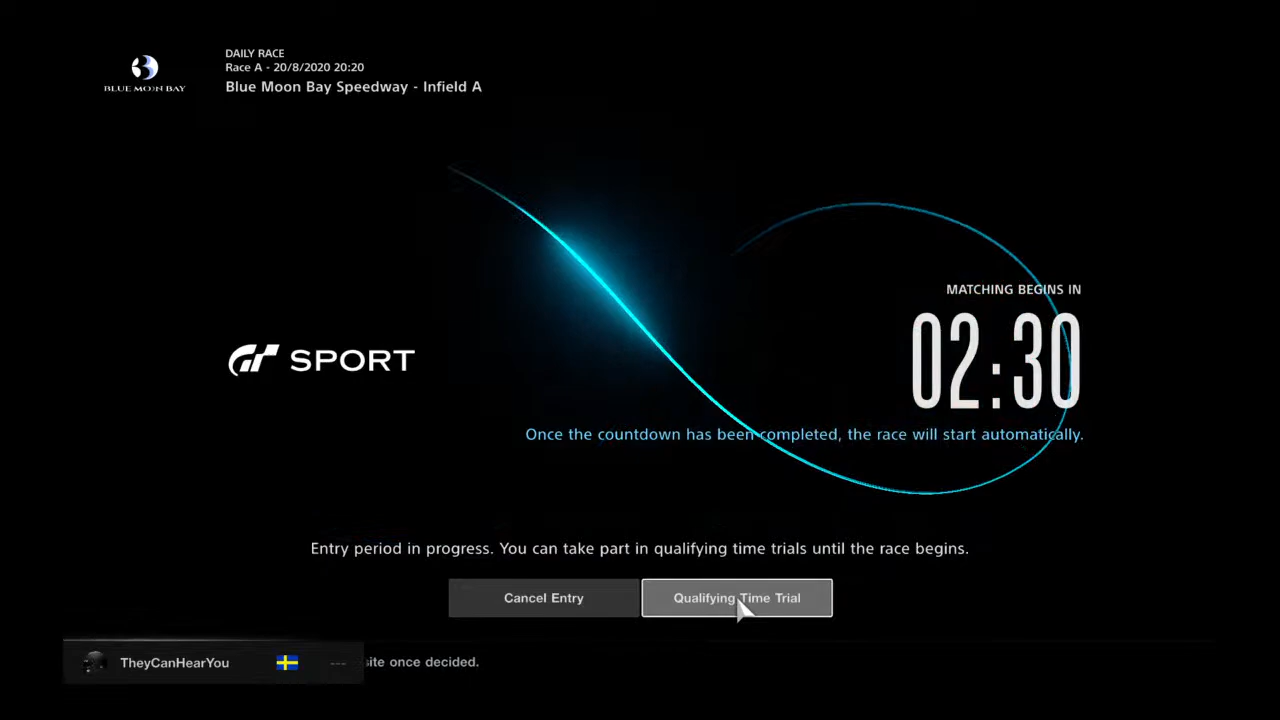 DAILY RACE
Race A - 20/8/2020 20:20
BLUE MOON BAY
Blue Moon Bay Speedway - Infield A
MATCHING BEGINS IN
02:30
GT SPORT
Once the countdown has been completed, the race will start automatically.
Entry period in progress. You can take part in qualifying time trials until the race begins.
Cancel Entry
Qualifying Time Trial
TheyCanHearYou --- site once decided.